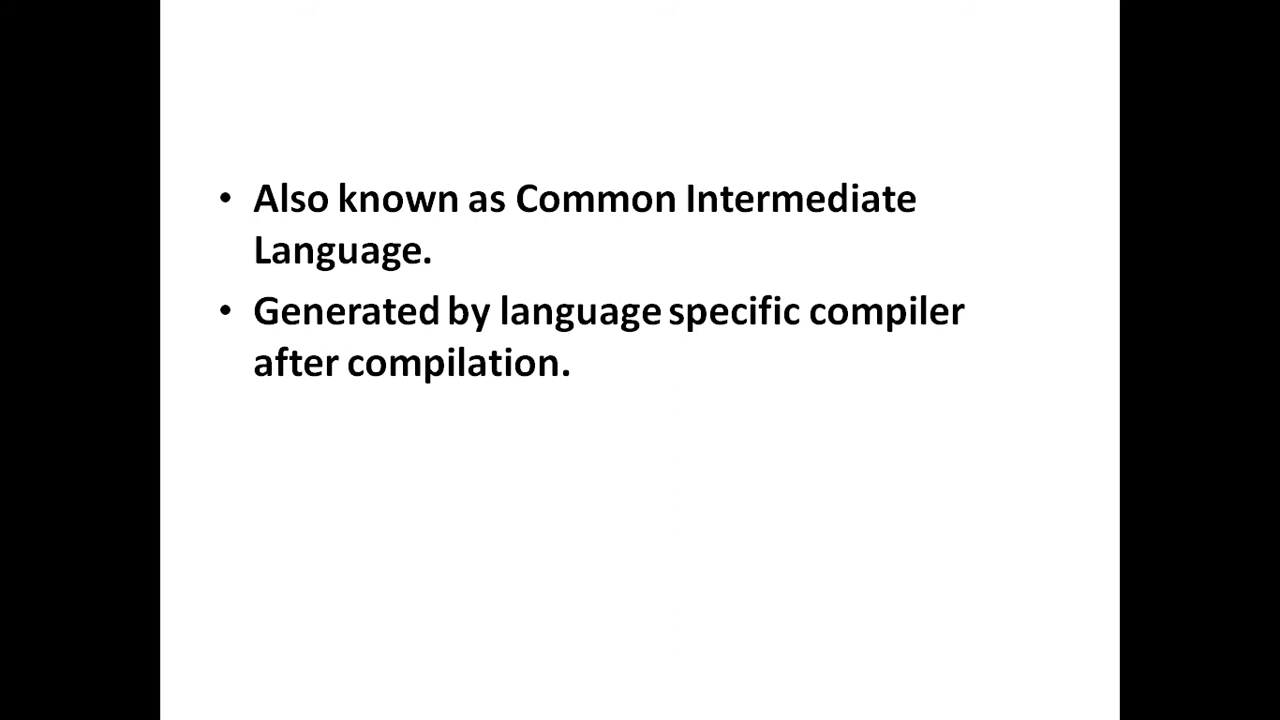 • Also known as Common Intermediate
Language.
• Generated by language specific compiler
after compilation.